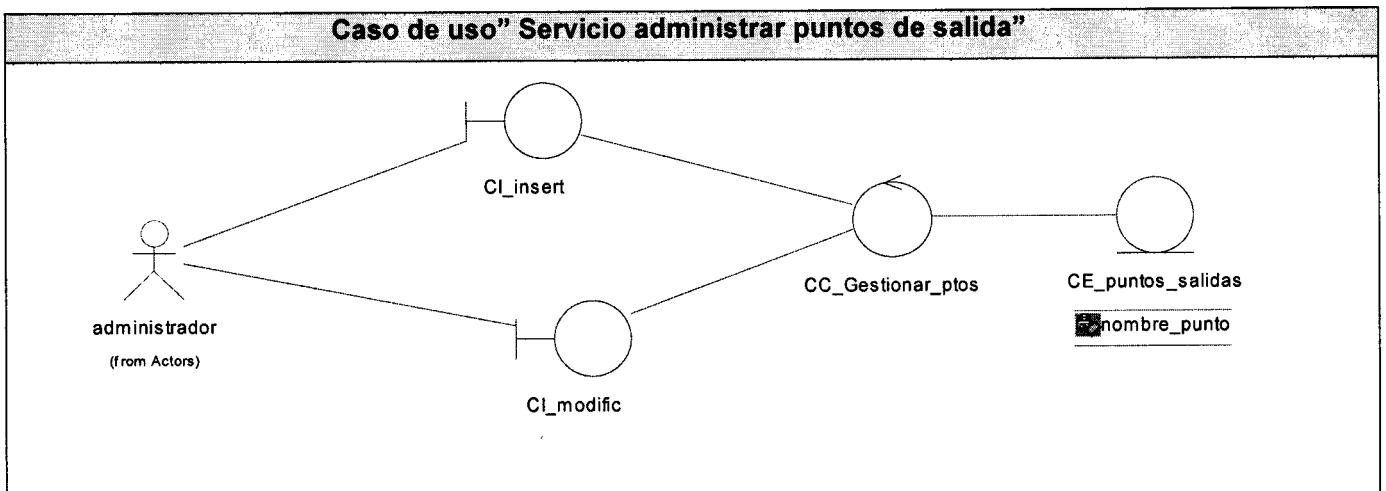 Caso de uso” Servicio administrar puntos de salida”
CI_insert
CC_Gestionar_ptos
CE_puntos_salidas
nombre_punto
administrador
(from Actors)
CI_modific